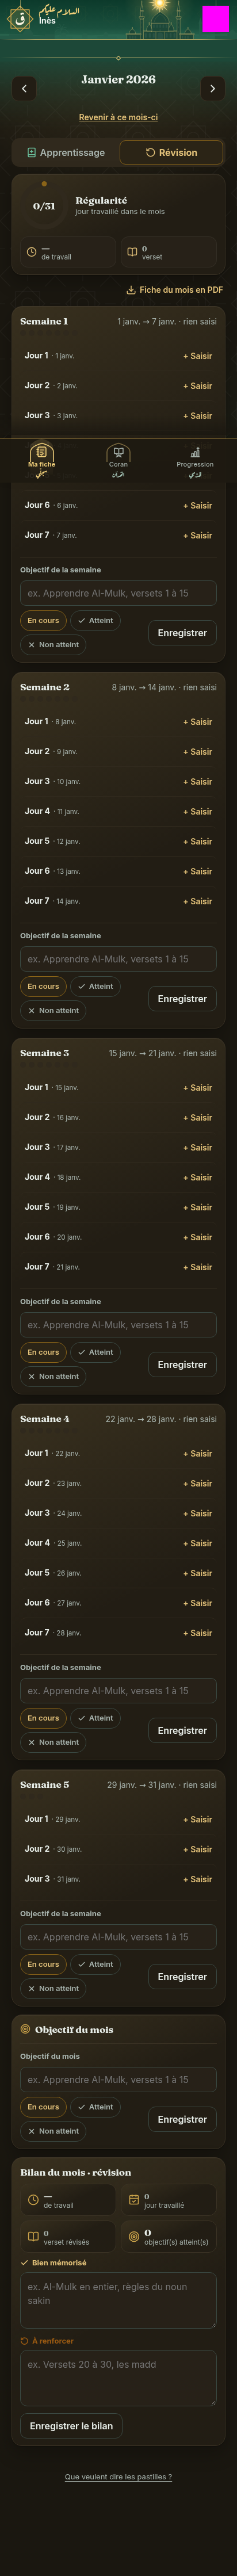 السلام عليكم
Inès
Janvier 2026
Revenir à ce mois-ci
Apprentissage
Révision
0/31
Régularité
jour travaillé dans le mois
—
de travail
0
verset
Fiche du mois en PDF
Semaine 1
1 janv. → 7 janv. · rien saisi
Jour 1 · 1 janv.
+ Saisir
Jour 2 · 2 janv.
+ Saisir
Jour 3 · 3 janv.
+ Saisir
Ma fiche
Coran
Progression
Jour 6 · 6 janv.
+ Saisir
Jour 7 · 7 janv.
+ Saisir
Objectif de la semaine
ex. Apprendre Al-Mulk, versets 1 à 15
En cours
Atteint
Non atteint
Enregistrer
Semaine 2
8 janv. → 14 janv. · rien saisi
Jour 1 · 8 janv.
+ Saisir
Jour 2 · 9 janv.
+ Saisir
Jour 3 · 10 janv.
+ Saisir
Jour 4 · 11 janv.
+ Saisir
Jour 5 · 12 janv.
+ Saisir
Jour 6 · 13 janv.
+ Saisir
Jour 7 · 14 janv.
+ Saisir
Objectif de la semaine
ex. Apprendre Al-Mulk, versets 1 à 15
En cours
Atteint
Non atteint
Enregistrer
Semaine 3
15 janv. → 21 janv. · rien saisi
Jour 1 · 15 janv.
+ Saisir
Jour 2 · 16 janv.
+ Saisir
Jour 3 · 17 janv.
+ Saisir
Jour 4 · 18 janv.
+ Saisir
Jour 5 · 19 janv.
+ Saisir
Jour 6 · 20 janv.
+ Saisir
Jour 7 · 21 janv.
+ Saisir
Objectif de la semaine
ex. Apprendre Al-Mulk, versets 1 à 15
En cours
Atteint
Non atteint
Enregistrer
Semaine 4
22 janv. → 28 janv. · rien saisi
Jour 1 · 22 janv.
+ Saisir
Jour 2 · 23 janv.
+ Saisir
Jour 3 · 24 janv.
+ Saisir
Jour 4 · 25 janv.
+ Saisir
Jour 5 · 26 janv.
+ Saisir
Jour 6 · 27 janv.
+ Saisir
Jour 7 · 28 janv.
+ Saisir
Objectif de la semaine
ex. Apprendre Al-Mulk, versets 1 à 15
En cours
Atteint
Non atteint
Enregistrer
Semaine 5
29 janv. → 31 janv. · rien saisi
Jour 1 · 29 janv.
+ Saisir
Jour 2 · 30 janv.
+ Saisir
Jour 3 · 31 janv.
+ Saisir
Objectif de la semaine
ex. Apprendre Al-Mulk, versets 1 à 15
En cours
Atteint
Non atteint
Enregistrer
Objectif du mois
Objectif du mois
ex. Apprendre Al-Mulk, versets 1 à 15
En cours
Atteint
Non atteint
Enregistrer
Bilan du mois · révision
—
de travail
0
jour travaillé
0
verset révisés
0
objectif(s) atteint(s)
Bien mémorisé
ex. Al-Mulk en entier, règles du noun
sakin
À renforcer
ex. Versets 20 à 30, les madd
Enregistrer le bilan
Que veulent dire les pastilles ?